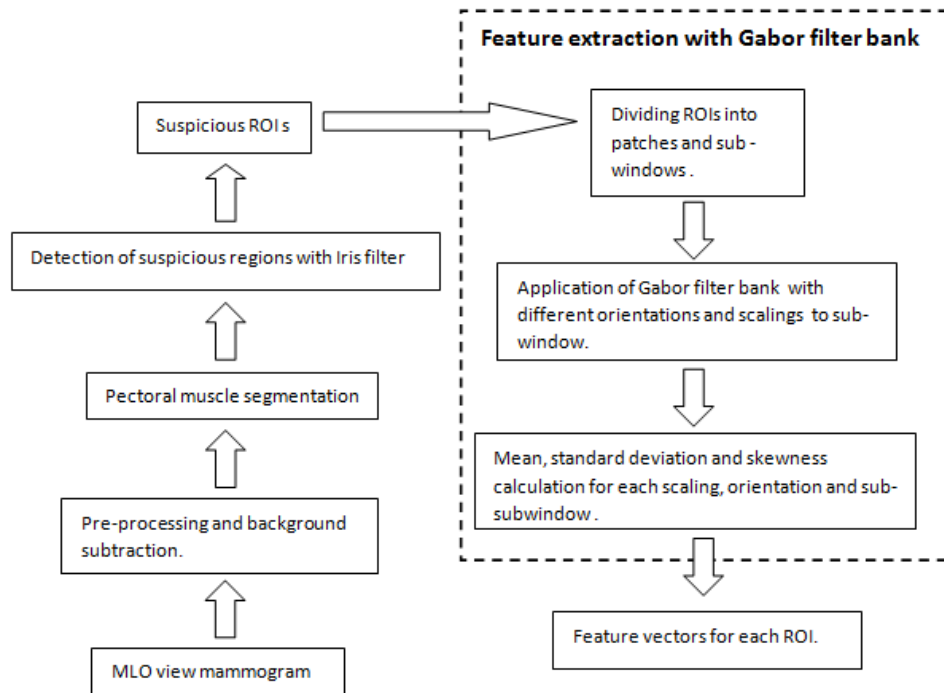 Feature extraction with Gabor filter bank
Suspicious ROI s
Dividing ROIs into
patches and sub -
windows .
Detection of suspicious regions with Iris filter
Application of Gabor filter bank with
different orientations and scalings to sub-
window.
Pectoral muscle segmentation
Mean, standard deviation and skewness
calculation for each scaling, orientation and sub-
subwindow .
Pre-processing and background
subtraction.
Feature vectors for each ROI.
MLO view mammogram